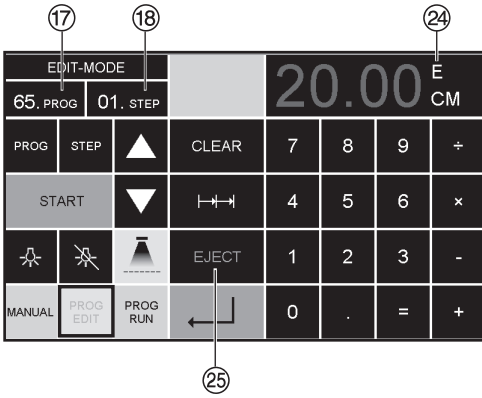 17 18 24
EDIT-MODE
65. PROG 01. STEP
20.00 E CM
PROG STEP CLEAR 7 8 9 ÷
START 4 5 6 ×
EJECT 1 2 3 -
MANUAL PROG EDIT PROG RUN 0 . = +
25